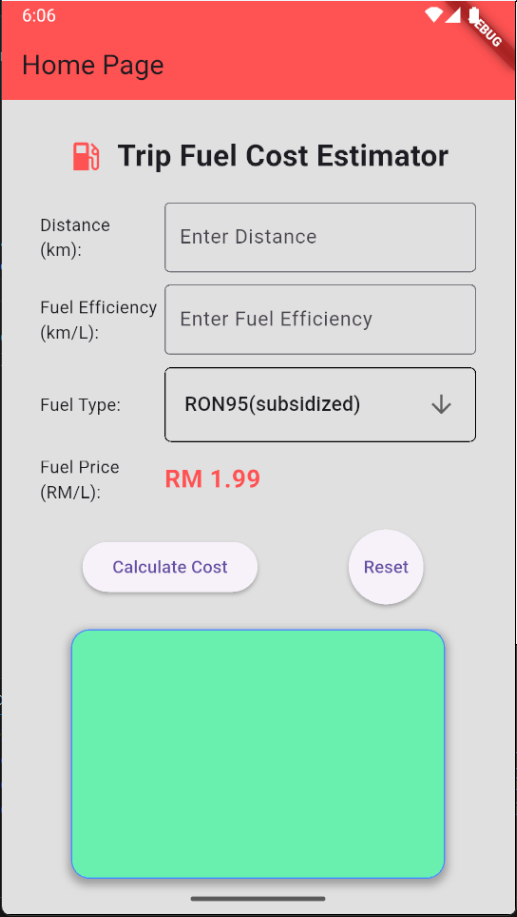 6:06
DEBUG
Home Page
Trip Fuel Cost Estimator
Distance
(km):
Enter Distance
Fuel Efficiency
(km/L):
Enter Fuel Efficiency
Fuel Type:
RON95(subsidized)
Fuel Price
(RM/L):
RM 1.99
Calculate Cost
Reset